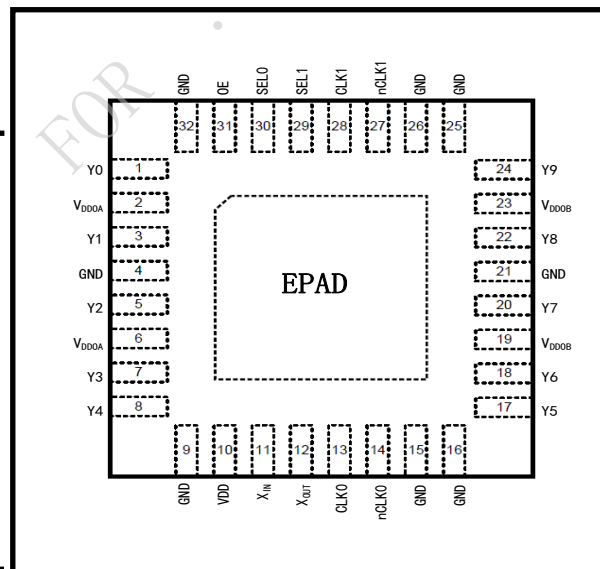 FOR
GND OE SEL0 SEL1 CLK1 nCLK1 GND GND
32 31 30 29 28 27 26 25
Y0 1 24 Y9
VDDOA 2 23 VDDOB
Y1 3 22 Y8
GND 4 21 GND
EPAD
Y2 5 20 Y7
VDDOA 6 19 VDDOB
Y3 7 18 Y6
Y4 8 17 Y5
9 10 11 12 13 14 15 16
GND VDD XIN XOUT CLK0 nCLK0 GND GND